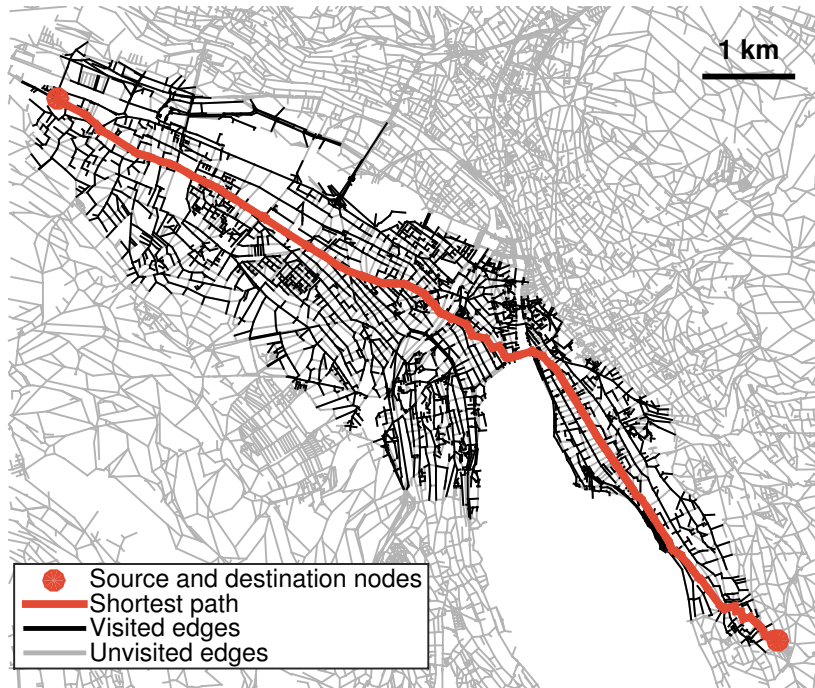 1 km
Source and destination nodes
Shortest path
Visited edges
Unvisited edges